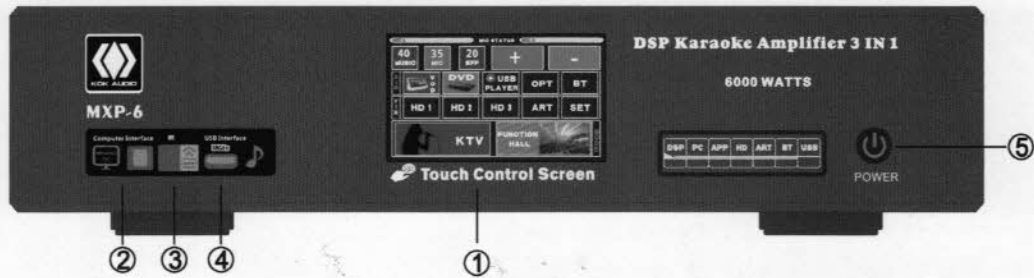 KOK AUDIO
MXP-6
Computer Interface IR USB Interface
②
③
④
MIC STATUS
40 MUSIC 35 MIC 20 EFF + -
VOD DVD USB PLAYER OPT BT
HD 1 HD 2 HD 3 ART SET
KTV FUNCTION HALL
Touch Control Screen
①
DSP Karaoke Amplifier 3 IN 1
6000 WATTS
DSP PC APP HD ART BT USB
POWER
⑤